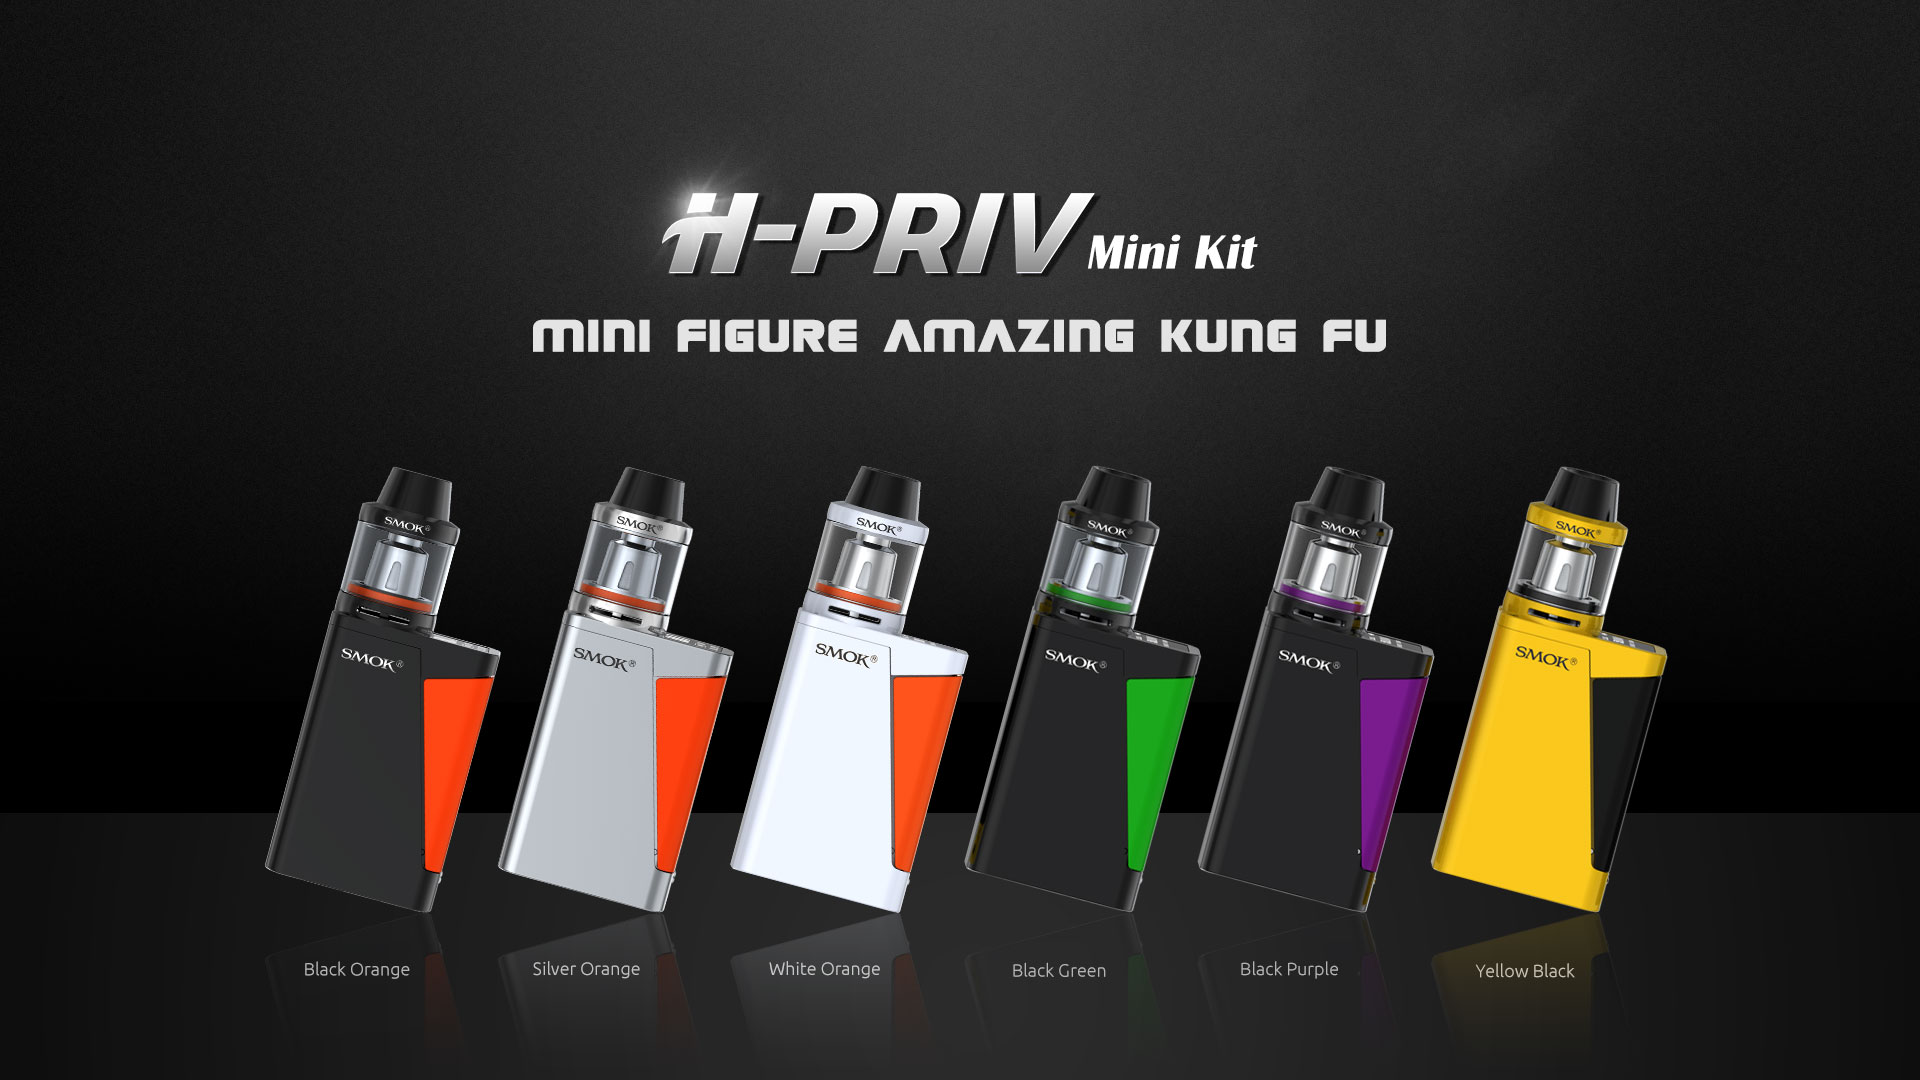 H-PRIV Mini Kit
MINI FIGURE AMAZING KUNG FU
SMOK® SMOK® SMOK® SMOK® SMOK® SMOK®
SMOK® SMOK® SMOK® SMOK® SMOK® SMOK®
Black Orange Silver Orange White Orange Black Green Black Purple Yellow Black